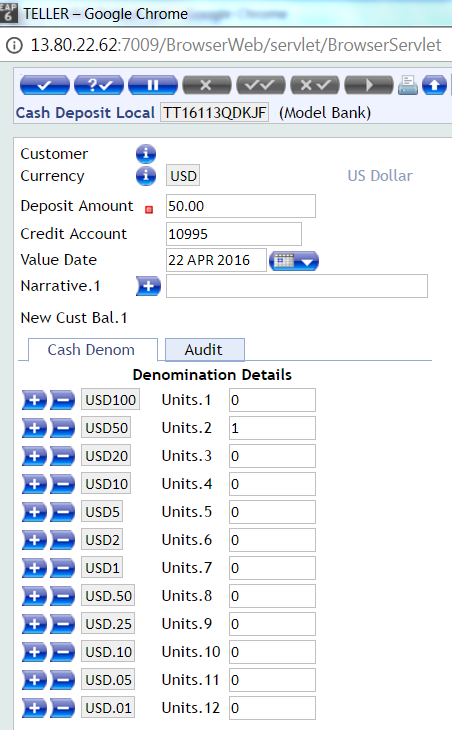 EAP
6
TELLER – Google Chrome
13.80.22.62:7009/BrowserWeb/servlet/BrowserServlet
Cash Deposit Local TT16113QDKJF (Model Bank)
Customer
Currency USD US Dollar
Deposit Amount 50.00
Credit Account 10995
Value Date 22 APR 2016
Narrative.1
New Cust Bal.1
Cash Denom Audit
Denomination Details
USD100 Units.1 0
USD50 Units.2 1
USD20 Units.3 0
USD10 Units.4 0
USD5 Units.5 0
USD2 Units.6 0
USD1 Units.7 0
USD.50 Units.8 0
USD.25 Units.9 0
USD.10 Units.10 0
USD.05 Units.11 0
USD.01 Units.12 0